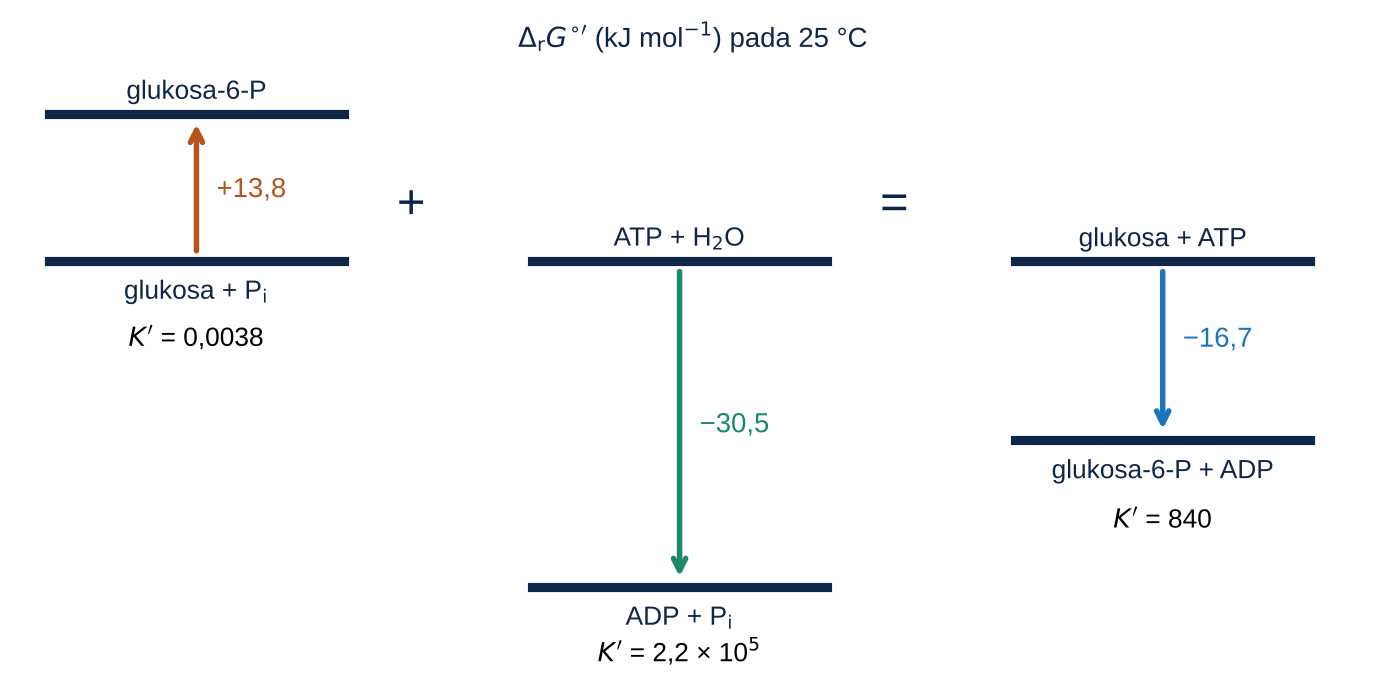 ΔᵣG°′ (kJ mol⁻¹) pada 25 °C
glukosa-6-P
+13,8
glukosa + Pᵢ
K′ = 0,0038
+
ATP + H₂O
−30,5
ADP + Pᵢ
K′ = 2,2 × 10⁵
=
glukosa + ATP
−16,7
glukosa-6-P + ADP
K′ = 840